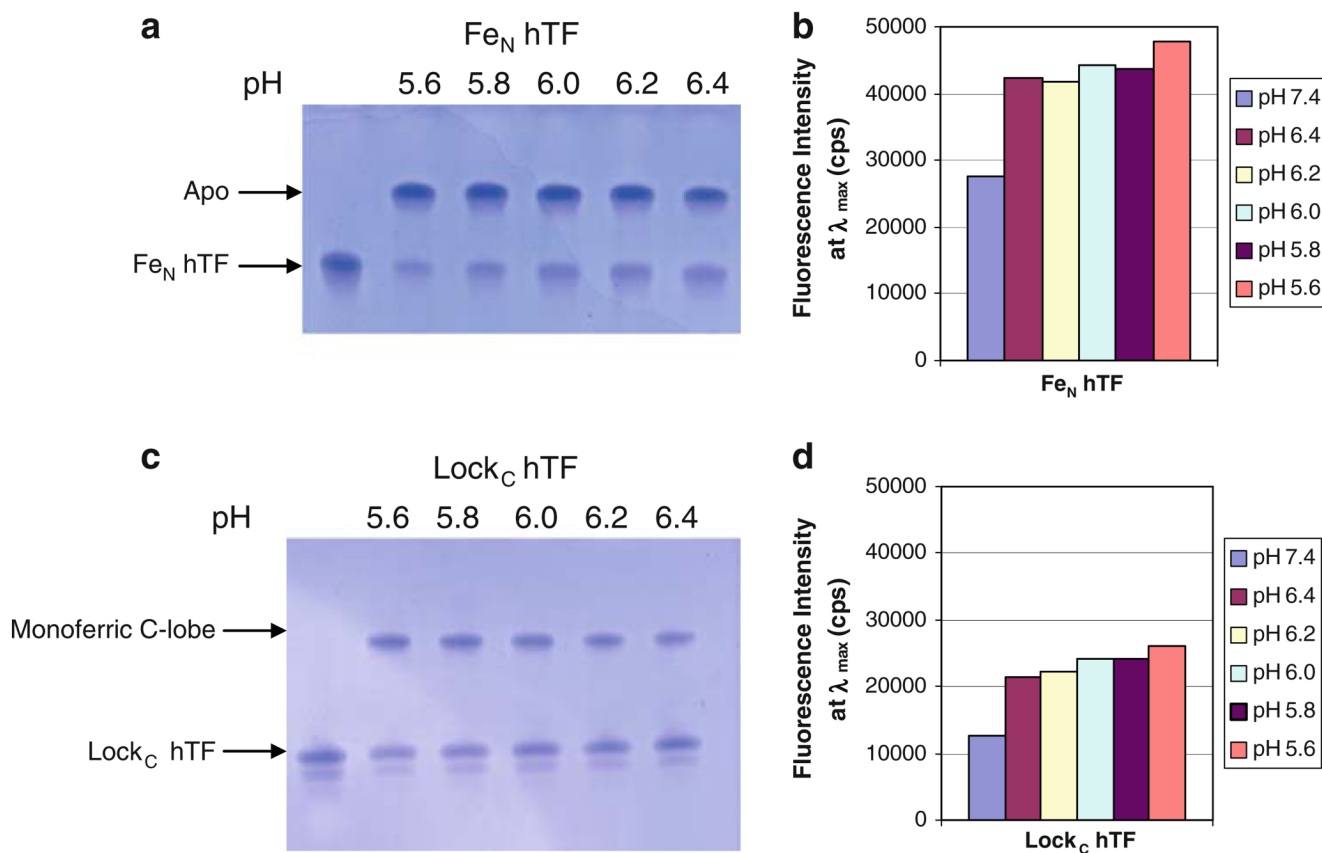 a
Fe_N hTF
pH 5.6 5.8 6.0 6.2 6.4
Apo
Fe_N hTF
b
Fluorescence Intensity
at λ max (cps)
50000
40000
30000
20000
10000
0
Fe_N hTF
pH 7.4
pH 6.4
pH 6.2
pH 6.0
pH 5.8
pH 5.6
c
Lock_C hTF
pH 5.6 5.8 6.0 6.2 6.4
Monoferric C-lobe
Lock_C hTF
d
Fluorescence Intensity
at λ max (cps)
50000
40000
30000
20000
10000
0
Lock_C hTF
pH 7.4
pH 6.4
pH 6.2
pH 6.0
pH 5.8
pH 5.6